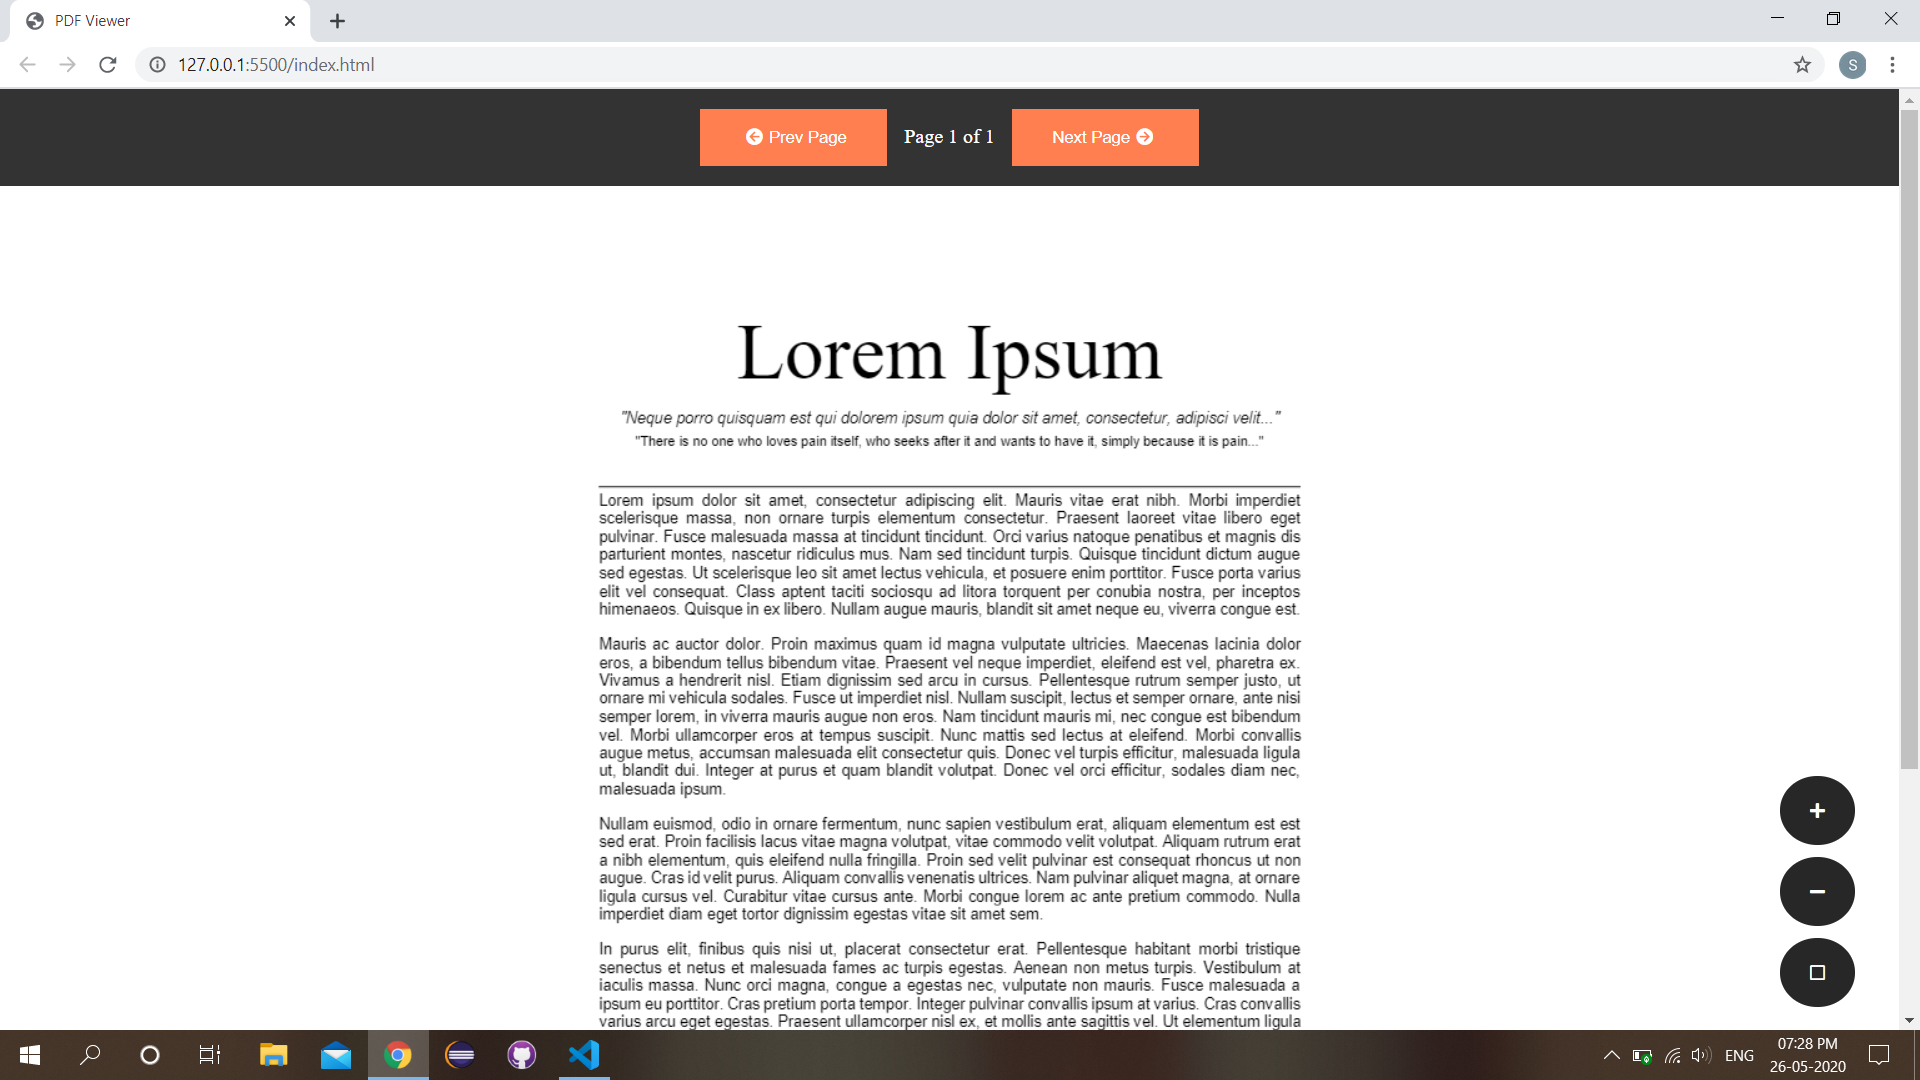 PDF Viewer
127.0.0.1:5500/index.html
S
Prev Page
Page 1 of 1
Next Page
Lorem Ipsum
"Neque porro quisquam est qui dolorem ipsum quia dolor sit amet, consectetur, adipisci velit..."
"There is no one who loves pain itself, who seeks after it and wants to have it, simply because it is pain..."
Lorem ipsum dolor sit amet, consectetur adipiscing elit. Mauris vitae erat nibh. Morbi imperdiet
scelerisque massa, non ornare turpis elementum consectetur. Praesent laoreet vitae libero eget
pulvinar. Fusce malesuada massa at tincidunt tincidunt. Orci varius natoque penatibus et magnis dis
parturient montes, nascetur ridiculus mus. Nam sed tincidunt turpis. Quisque tincidunt dictum augue
sed egestas. Ut scelerisque leo sit amet lectus vehicula, et posuere enim porttitor. Fusce porta varius
elit vel consequat. Class aptent taciti sociosqu ad litora torquent per conubia nostra, per inceptos
himenaeos. Quisque in ex libero. Nullam augue mauris, blandit sit amet neque eu, viverra congue est.
Mauris ac auctor dolor. Proin maximus quam id magna vulputate ultricies. Maecenas lacinia dolor
eros, a bibendum tellus bibendum vitae. Praesent vel neque imperdiet, eleifend est vel, pharetra ex.
Vivamus a hendrerit nisl. Etiam dignissim sed arcu in cursus. Pellentesque rutrum semper justo, ut
ornare mi vehicula sodales. Fusce ut imperdiet nisl. Nullam suscipit, lectus et semper ornare, ante nisi
semper lorem, in viverra mauris augue non eros. Nam tincidunt mauris mi, nec congue est bibendum
vel. Morbi ullamcorper eros at tempus suscipit. Nunc mattis sed lectus at eleifend. Morbi convallis
augue metus, accumsan malesuada elit consectetur quis. Donec vel turpis efficitur, malesuada ligula
ut, blandit dui. Integer at purus et quam blandit volutpat. Donec vel orci efficitur, sodales diam nec,
malesuada ipsum.
Nullam euismod, odio in ornare fermentum, nunc sapien vestibulum erat, aliquam elementum est est
sed erat. Proin facilisis lacus vitae magna volutpat, vitae commodo velit volutpat. Aliquam rutrum erat
a nibh elementum, quis eleifend nulla fringilla. Proin sed velit pulvinar est consequat rhoncus ut non
augue. Cras id velit purus. Aliquam convallis venenatis ultrices. Nam pulvinar aliquet magna, at ornare
ligula cursus vel. Curabitur vitae cursus ante. Morbi congue lorem ac ante pretium commodo. Nulla
imperdiet diam eget tortor dignissim egestas vitae sit amet sem.
In purus elit, finibus quis nisi ut, placerat consectetur erat. Pellentesque habitant morbi tristique
senectus et netus et malesuada fames ac turpis egestas. Aenean non metus turpis. Vestibulum at
iaculis massa. Nunc orci magna, congue a egestas nec, vulputate non mauris. Fusce malesuada a
ipsum eu porttitor. Cras pretium porta tempor. Integer pulvinar convallis ipsum at varius. Cras convallis
varius arcu eget egestas. Praesent ullamcorper nisl ex, et mollis ante sagittis vel. Ut elementum ligula
ENG
07:28 PM
26-05-2020